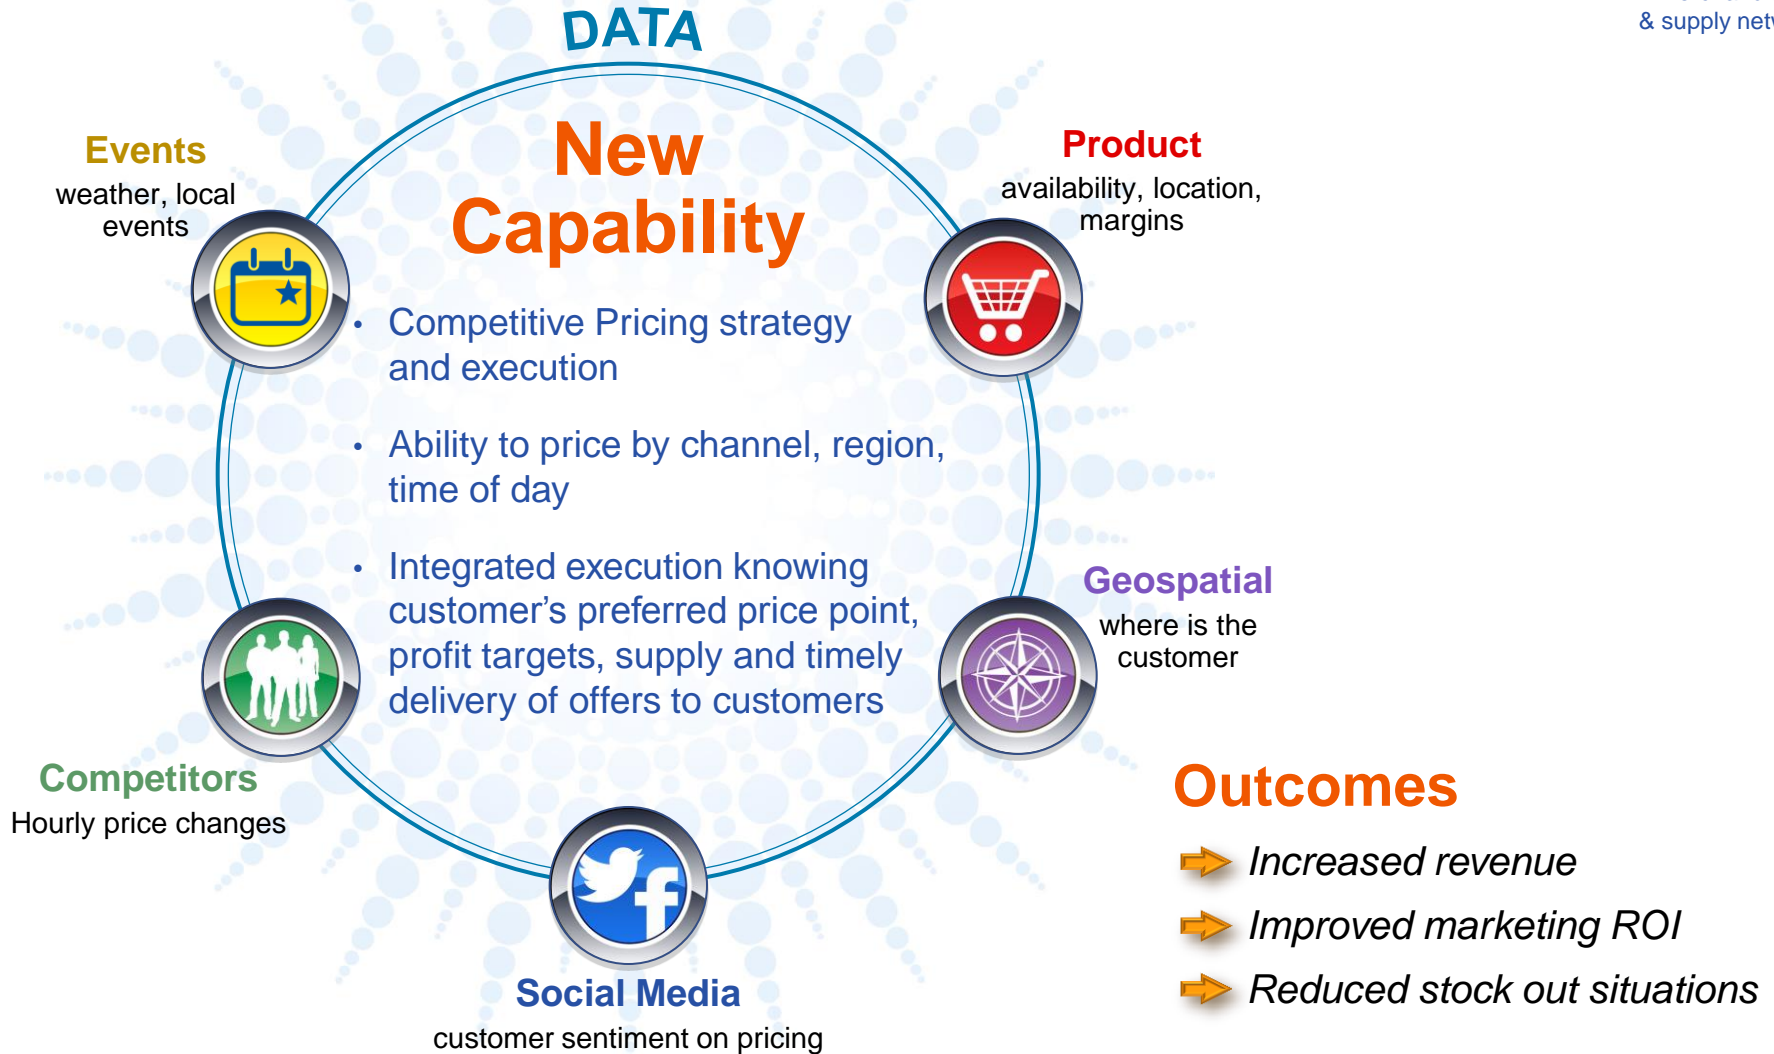 & supply
DATA
New
Capability
Events
weather, local
events
Product
availability, location,
margins
• Competitive Pricing strategy
and execution
• Ability to price by channel, region,
time of day
• Integrated execution knowing
customer’s preferred price point,
profit targets, supply and timely
delivery of offers to customers
Geospatial
where is the
customer
Competitors
Hourly price changes
Social Media
customer sentiment on pricing
Outcomes
Increased revenue
Improved marketing ROI
Reduced stock out situations